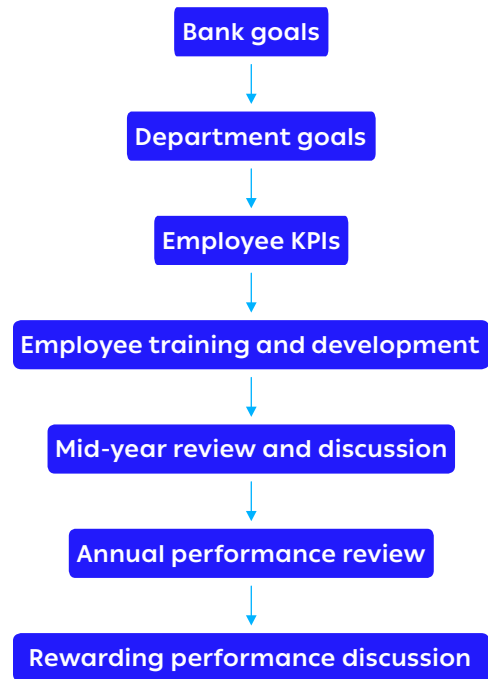 Bank goals
Department goals
Employee KPIs
Employee training and development
Mid-year review and discussion
Annual performance review
Rewarding performance discussion